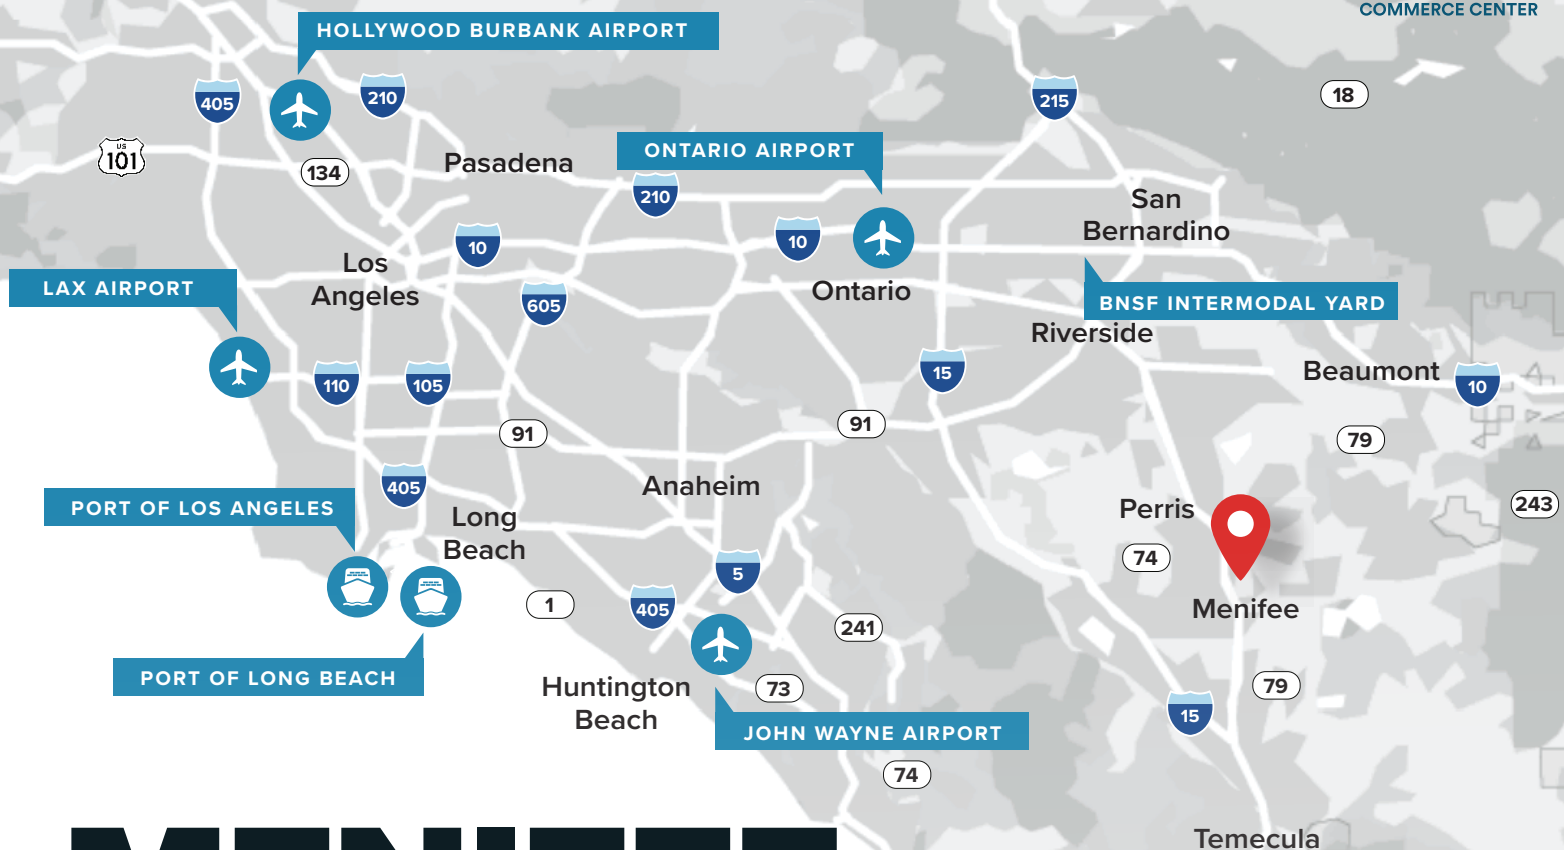 COMMERCE CENTER
HOLLYWOOD BURBANK AIRPORT
405
210
215
18
US
101
134
Pasadena
ONTARIO AIRPORT
210
San
Bernardino
10
10
Los
Angeles
LAX AIRPORT
Ontario
605
BNSF INTERMODAL YARD
Riverside
110
105
15
Beaumont
10
91
91
79
405
Anaheim
PORT OF LOS ANGELES
Long
Beach
Perris
243
74
5
1
405
Menifee
241
PORT OF LONG BEACH
Huntington
Beach
73
79
15
JOHN WAYNE AIRPORT
74
Temecula